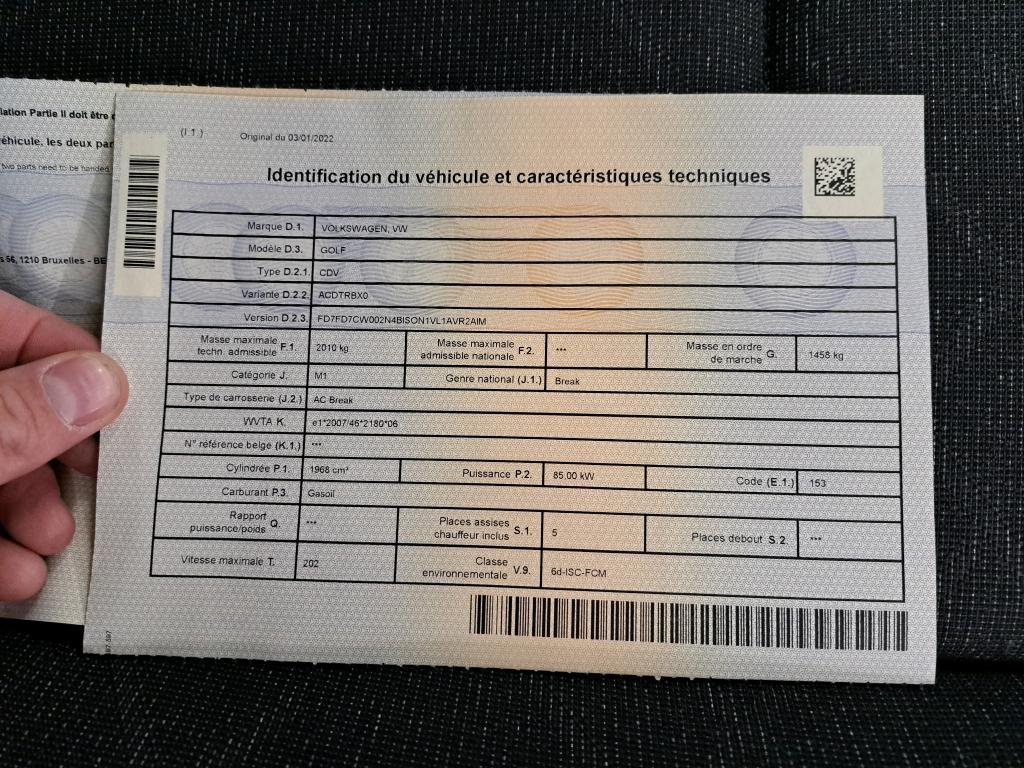 lation Partie II doit être
éhicule, les deux par
two parts need to be handed
s 56, 1210 Bruxelles - BE
(I.1.) Original du 03/01/2022
Identification du véhicule et caractéristiques techniques
Marque D.1. VOLKSWAGEN, VW
Modèle D.3. GOLF
Type D.2.1. CDV
Variante D.2.2. ACDTRBX0
Version D.2.3. FD7FD7CW002N4BISON1VL1AVR2AIM
Masse maximale techn. admissible F.1. 2010 kg Masse maximale admissible nationale F.2. *** Masse en ordre de marche G. 1458 kg
Catégorie J. M1 Genre national (J.1.) Break
Type de carrosserie (J.2.) AC Break
WVTA K. e1*2007/46*2180*06
N° référence belge (K.1.) ***
Cylindrée P.1. 1968 cm³ Puissance P.2. 85,00 kW Code (E.1.) 153
Carburant P.3. Gasoil
Rapport puissance/poids Q. *** Places assises chauffeur inclus S.1. 5 Places debout S.2. ***
Vitesse maximale T. 202 Classe environnementale V.9. 6d-ISC-FCM